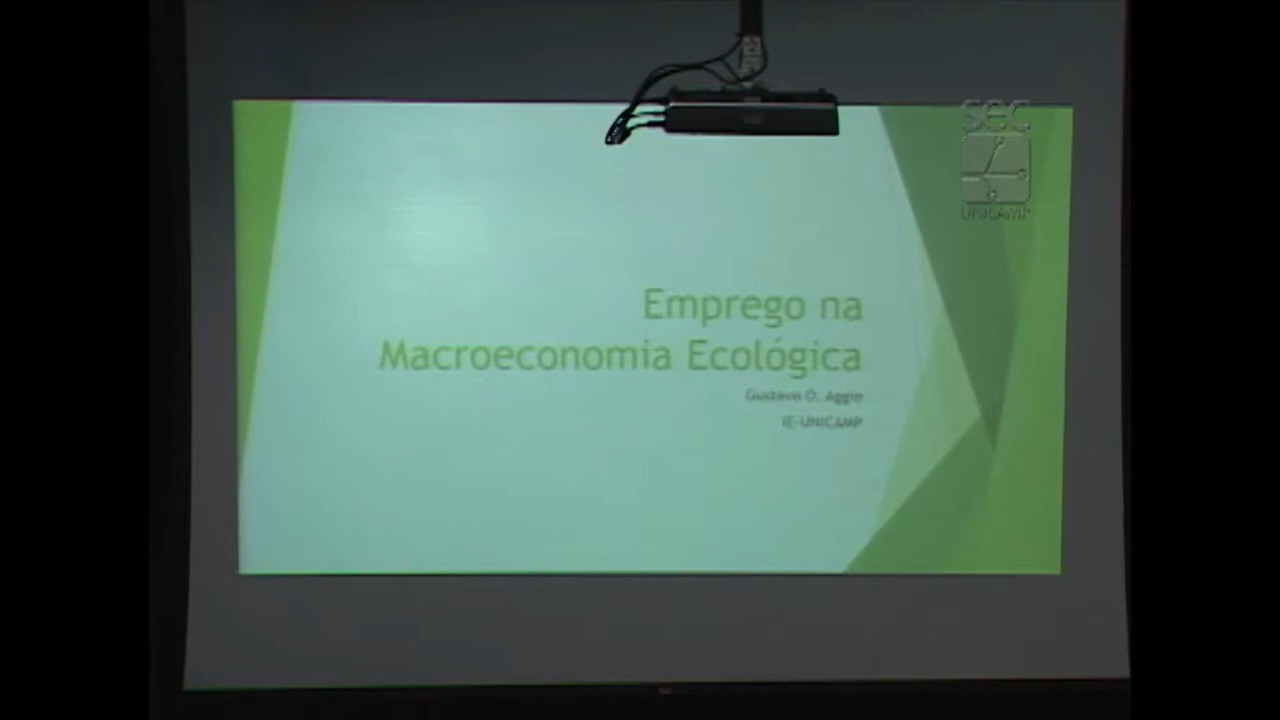 sec
UNICAMP
Emprego na
Macroeconomia Ecológica
Gustavo O. Aggio
IE-UNICAMP